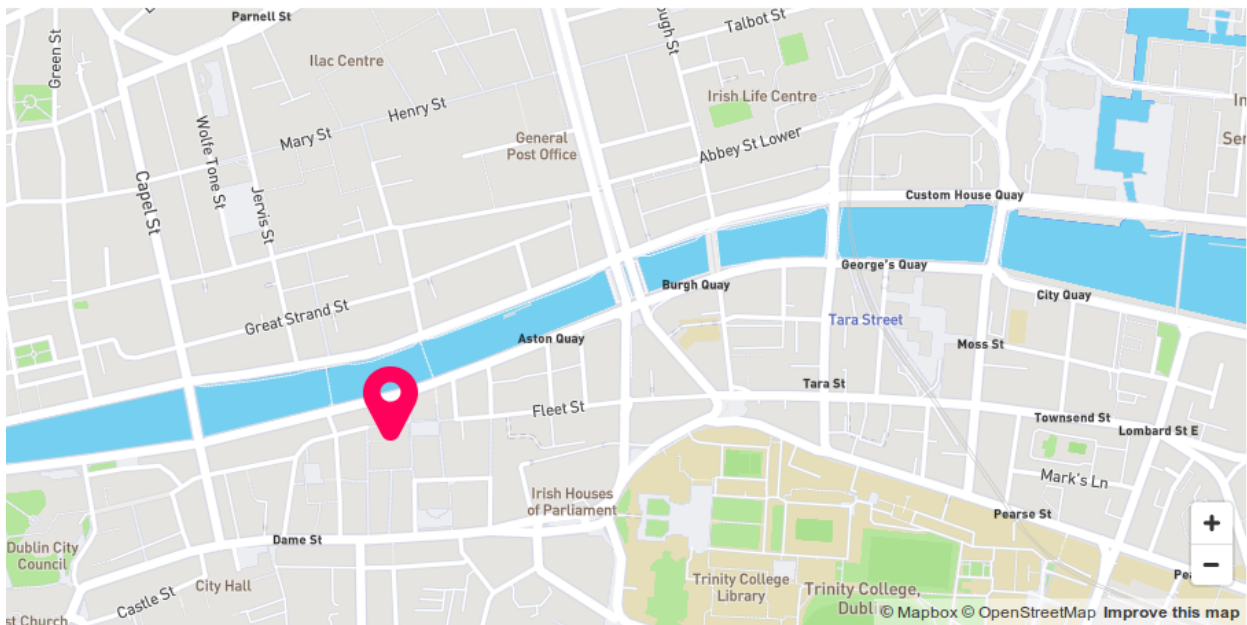 Parnell St
Green St
Ilac Centre
Talbot St
Henry St
Mary St
Wolfe Tone St
Irish Life Centre
General
Post Office
Abbey St Lower
Capel St
Jervis St
Custom House Quay
George's Quay
Burgh Quay
City Quay
Great Strand St
Aston Quay
Tara Street
Moss St
Tara St
Fleet St
Townsend St
Lombard St E
Mark's Ln
Irish Houses
of Parliament
Pearse St
Dame St
Dublin City
Council
City Hall
Trinity College
Library
Trinity College,
Castle St
+
−
© Mapbox © OpenStreetMap Improve this map